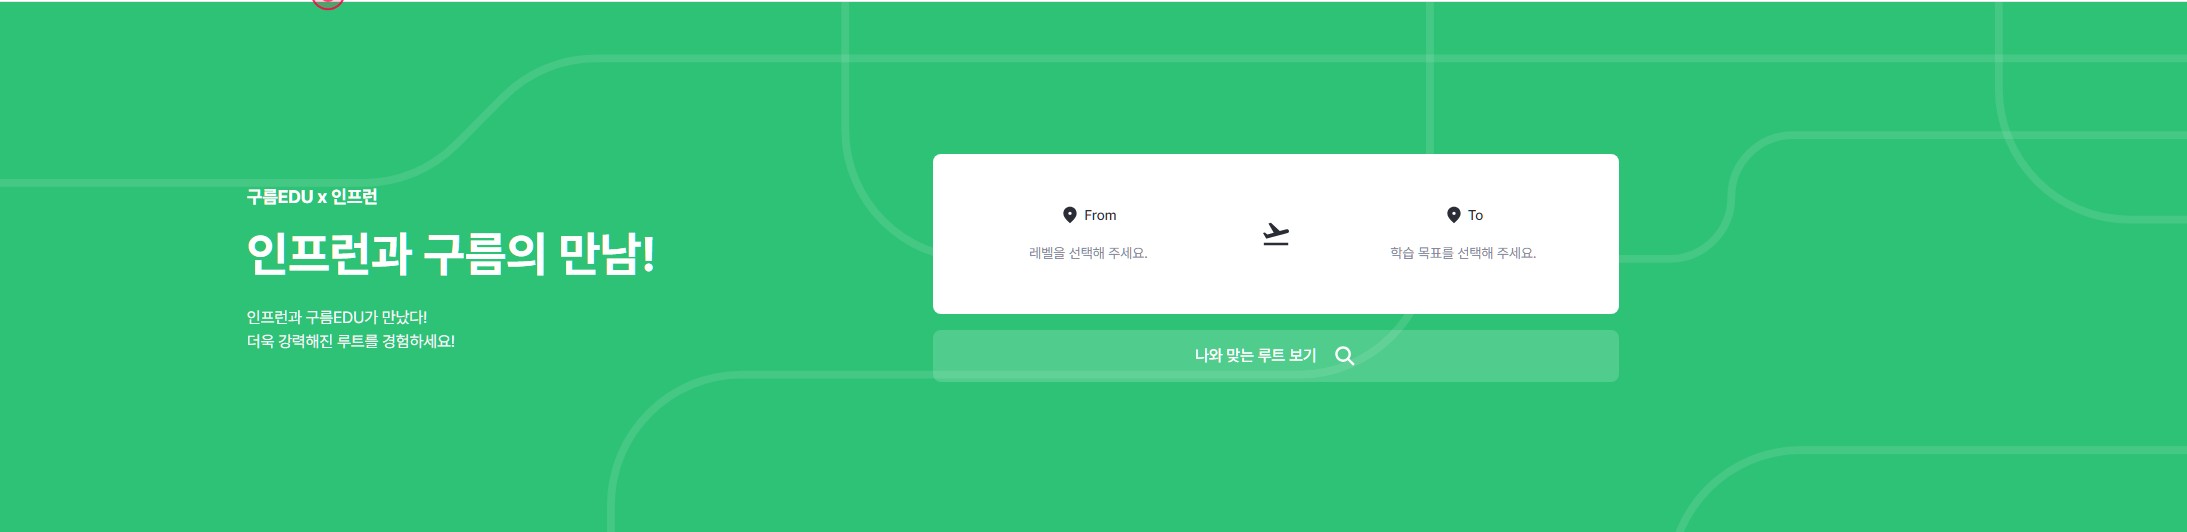 구름EDU x 인프런
인프런과 구름의 만남!
인프런과 구름EDU가 만났다!
더욱 강력해진 루트를 경험하세요!
From
레벨을 선택해 주세요.
To
학습 목표를 선택해 주세요.
나와 맞는 루트 보기